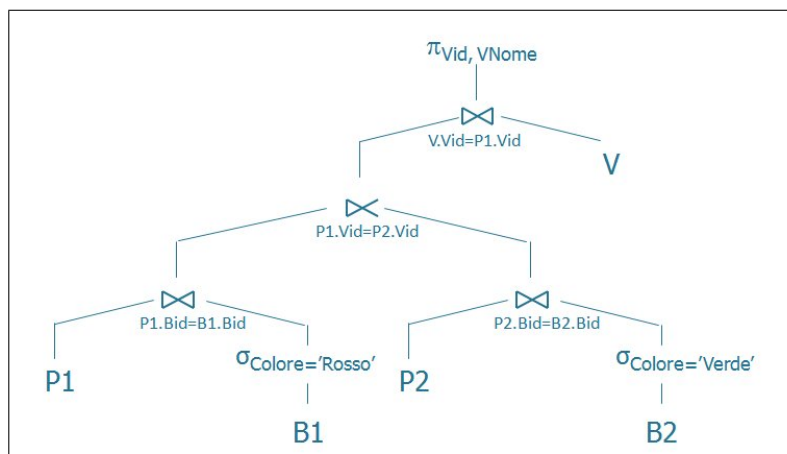 πVid, VNome
⋈
V.Vid=P1.Vid
V
⋉
P1.Vid=P2.Vid
⋈ ⋈
P1.Bid=B1.Bid P2.Bid=B2.Bid
P1 σColore='Rosso' P2 σColore='Verde'
B1 B2